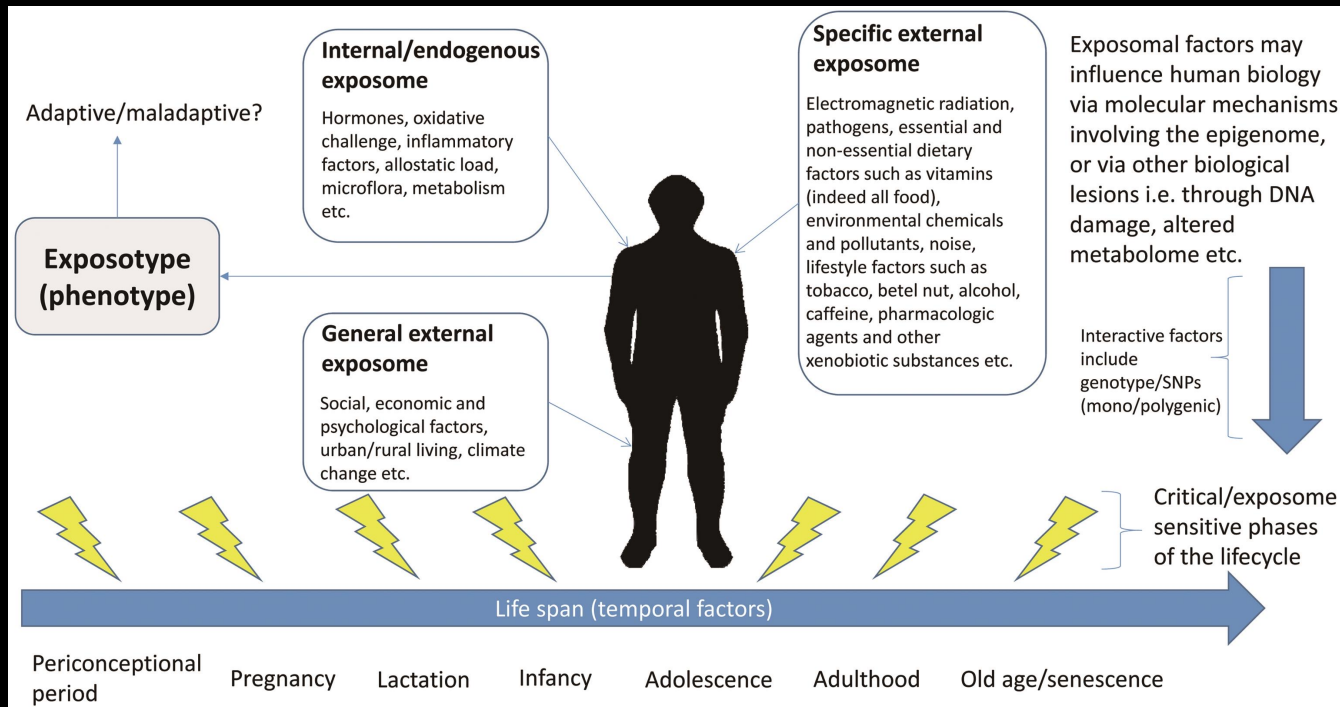 Adaptive/maladaptive?
Exposotype
(phenotype)
Internal/endogenous
exposome
Hormones, oxidative
challenge, inflammatory
factors, allostatic load,
microflora, metabolism
etc.
General external
exposome
Social, economic and
psychological factors,
urban/rural living, climate
change etc.
Specific external
exposome
Electromagnetic radiation,
pathogens, essential and
non-essential dietary
factors such as vitamins
(indeed all food),
environmental chemicals
and pollutants, noise,
lifestyle factors such as
tobacco, betel nut, alcohol,
caffeine, pharmacologic
agents and other
xenobiotic substances etc.
Exposomal factors may
influence human biology
via molecular mechanisms
involving the epigenome,
or via other biological
lesions i.e. through DNA
damage, altered
metabolome etc.
Interactive factors
include
genotype/SNPs
(mono/polygenic)
Critical/exposome
sensitive phases
of the lifecycle
Life span (temporal factors)
Periconceptional
period
Pregnancy
Lactation
Infancy
Adolescence
Adulthood
Old age/senescence